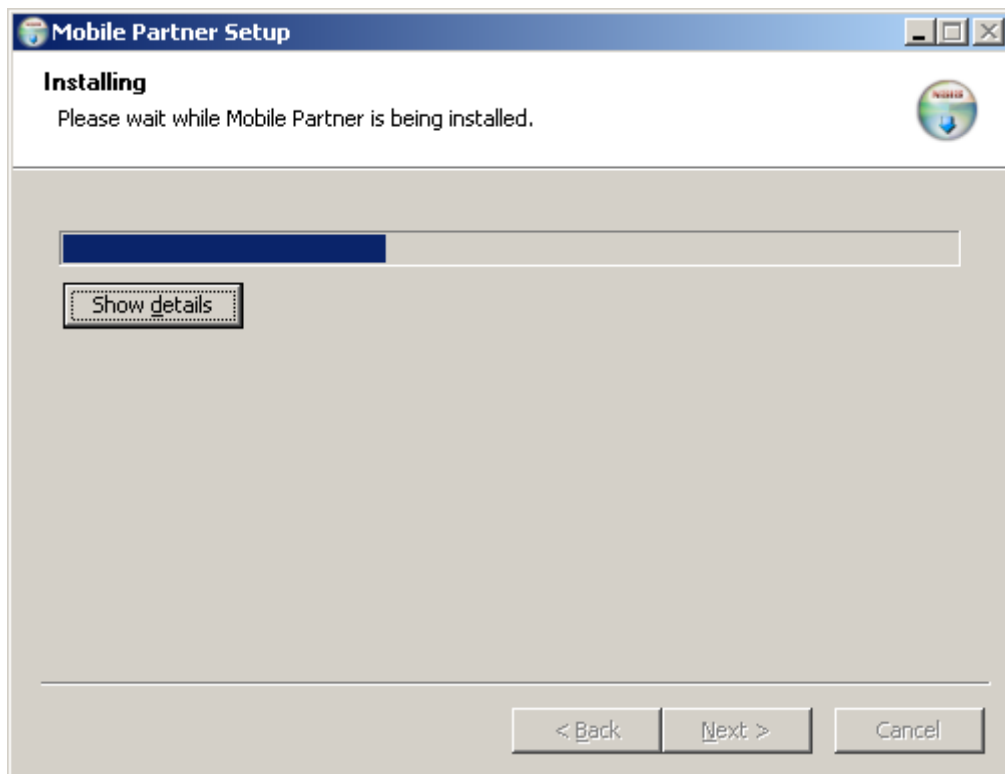 Mobile Partner Setup
Installing
Please wait while Mobile Partner is being installed.
Show details
< Back
Next >
Cancel